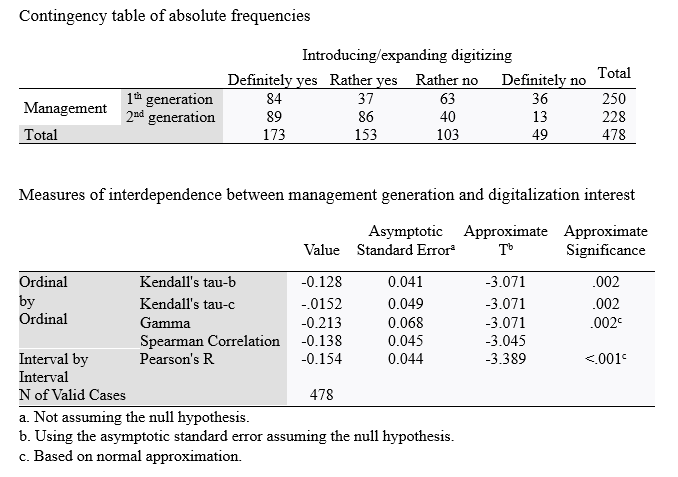 Contingency table of absolute frequencies
Introducing/expanding digitizing
Definitely yes Rather yes Rather no Definitely no Total
Management 1th generation 84 37 63 36 250
2nd generation 89 86 40 13 228
Total 173 153 103 49 478
Measures of interdependence between management generation and digitalization interest
Asymptotic Approximate Approximate
Value Standard Errorᵃ Tᵇ Significance
Ordinal Kendall's tau-b -0.128 0.041 -3.071 .002
by Kendall's tau-c -.0152 0.049 -3.071 .002
Ordinal Gamma -0.213 0.068 -3.071 .002ᶜ
Spearman Correlation -0.138 0.045 -3.045
Interval by Pearson's R -0.154 0.044 -3.389 <.001ᶜ
Interval
N of Valid Cases 478
a. Not assuming the null hypothesis.
b. Using the asymptotic standard error assuming the null hypothesis.
c. Based on normal approximation.